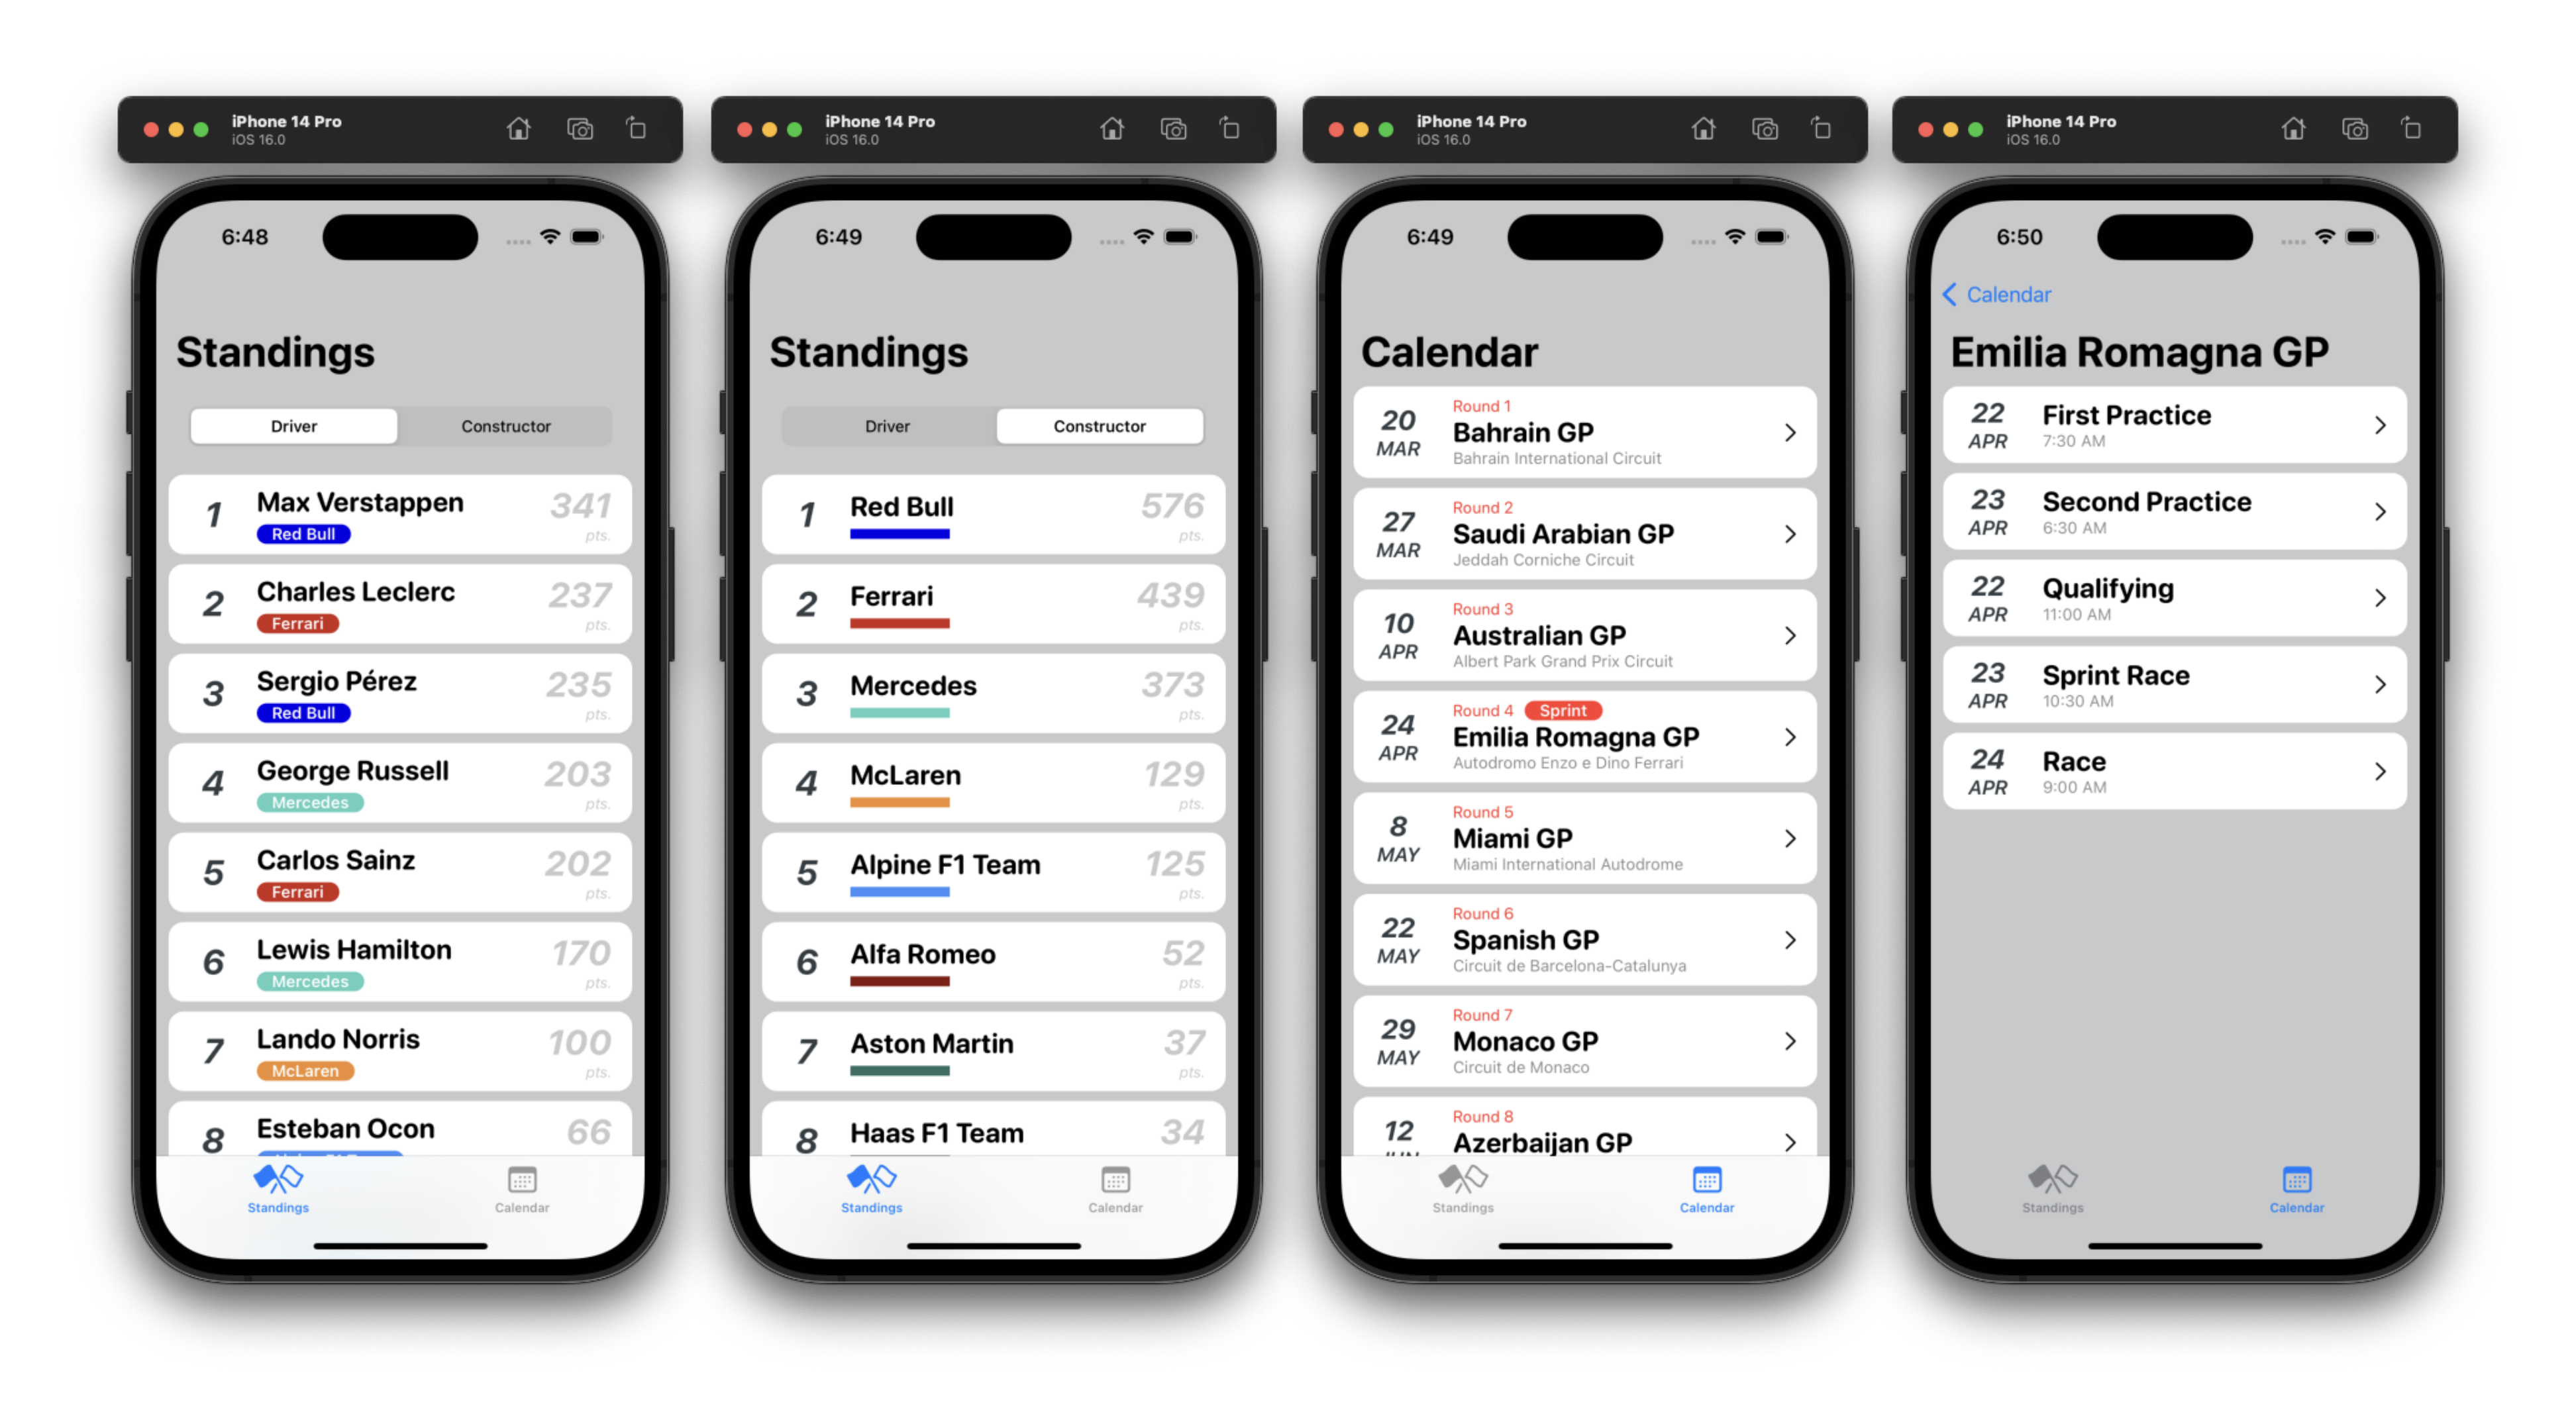 iPhone 14 Pro
iOS 16.0
6:48
Standings
Driver Constructor
1 Max Verstappen 341
Red Bull pts.
2 Charles Leclerc 237
Ferrari pts.
3 Sergio Pérez 235
Red Bull pts.
4 George Russell 203
Mercedes pts.
5 Carlos Sainz 202
Ferrari pts.
6 Lewis Hamilton 170
Mercedes pts.
7 Lando Norris 100
McLaren pts.
8 Esteban Ocon 66
Standings Calendar
iPhone 14 Pro
iOS 16.0
6:49
Standings
Driver Constructor
1 Red Bull 576
pts.
2 Ferrari 439
pts.
3 Mercedes 373
pts.
4 McLaren 129
pts.
5 Alpine F1 Team 125
pts.
6 Alfa Romeo 52
pts.
7 Aston Martin 37
pts.
8 Haas F1 Team 34
Standings Calendar
iPhone 14 Pro
iOS 16.0
6:49
Calendar
Round 1
20 MAR Bahrain GP
Bahrain International Circuit
Round 2
27 MAR Saudi Arabian GP
Jeddah Corniche Circuit
Round 3
10 APR Australian GP
Albert Park Grand Prix Circuit
Round 4 Sprint
24 APR Emilia Romagna GP
Autodromo Enzo e Dino Ferrari
Round 5
8 MAY Miami GP
Miami International Autodrome
Round 6
22 MAY Spanish GP
Circuit de Barcelona-Catalunya
Round 7
29 MAY Monaco GP
Circuit de Monaco
Round 8
12 Azerbaijan GP
Standings Calendar
iPhone 14 Pro
iOS 16.0
6:50
Calendar
Emilia Romagna GP
22 First Practice
APR 7:30 AM
23 Second Practice
APR 6:30 AM
22 Qualifying
APR 11:00 AM
23 Sprint Race
APR 10:30 AM
24 Race
APR 9:00 AM
Standings Calendar